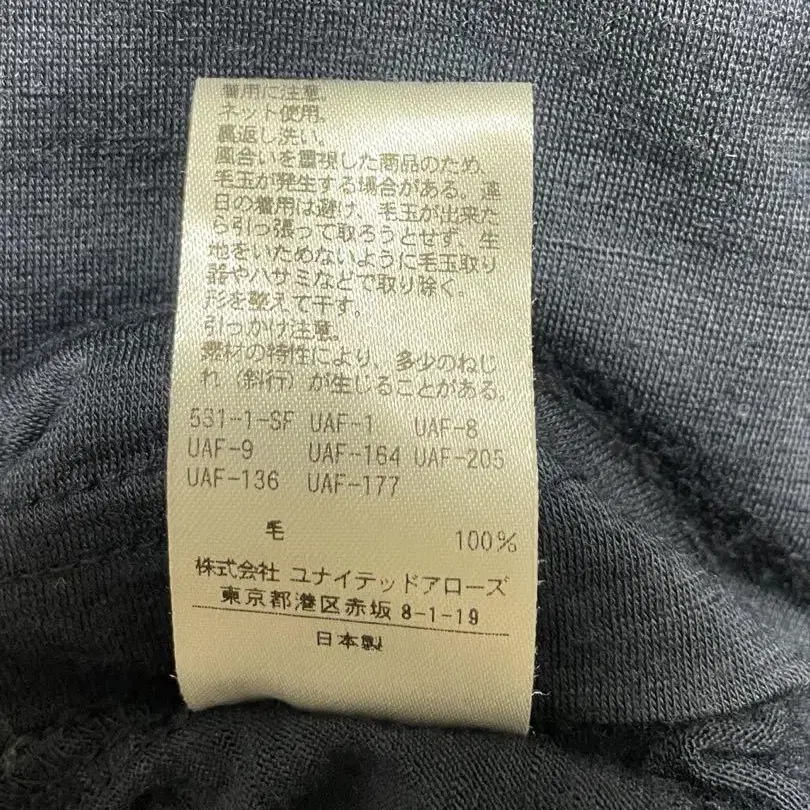 着用に注意。
ネット使用。
裏返し洗い。
風合いを重視した商品のため、
毛玉が発生する場合がある。連
日の着用は避け、毛玉が出来た
ら引っ張って取ろうとせず、生
地をいためないように毛玉取り
器やハサミなどで取り除く。
形を整えて干す。
引っかけ注意。
素材の特性により、多少のねじ
れ（斜行）が生じることがある。
531-1-SF UAF-1 UAF-8
UAF-9 UAF-164 UAF-205
UAF-136 UAF-177
毛 100%
株式会社 ユナイテッドアローズ
東京都港区赤坂 8-1-19
日本製